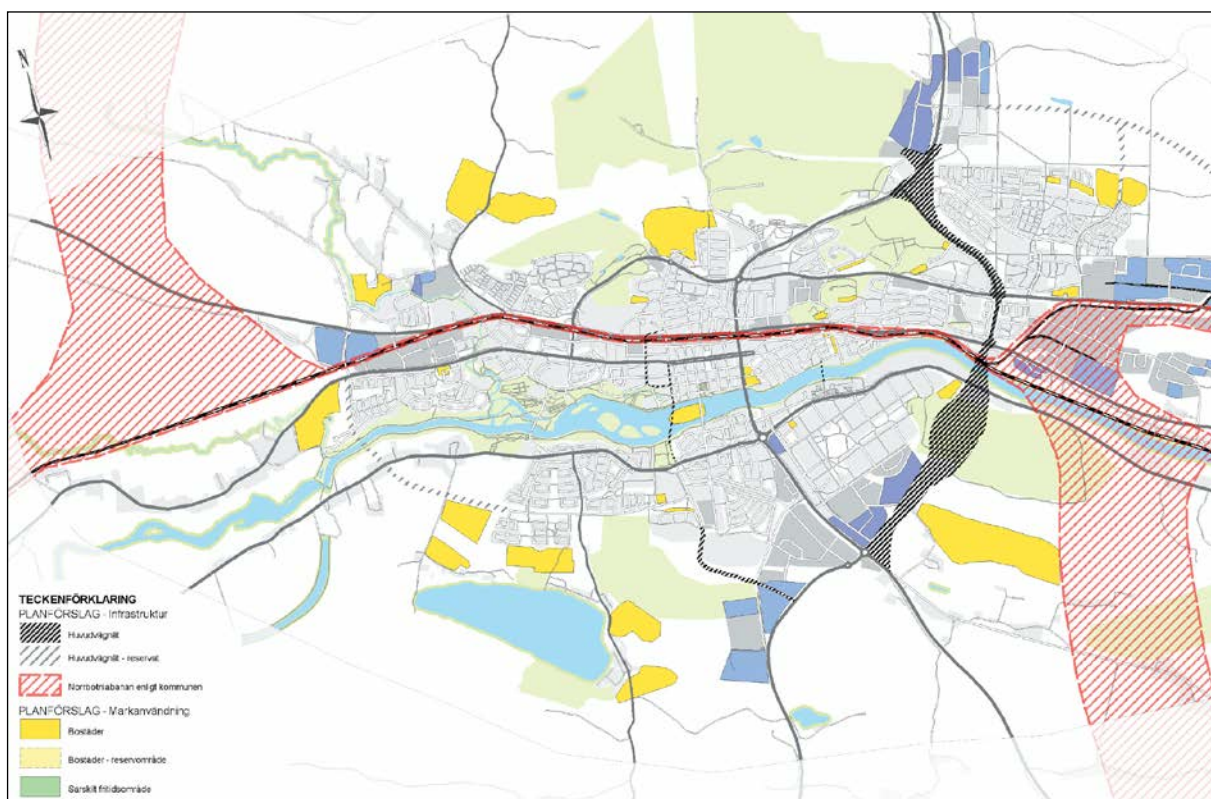 N
TECKENFÖRKLARING
PLANFÖRSLAG - Infrastruktur
Huvudvägnät
Huvudvägnät - reservat
Norrbotniabanan enligt kommunen
PLANFÖRSLAG - Markanvändning
Bostäder
Bostäder - reservområde
Särskilt fritidsområde